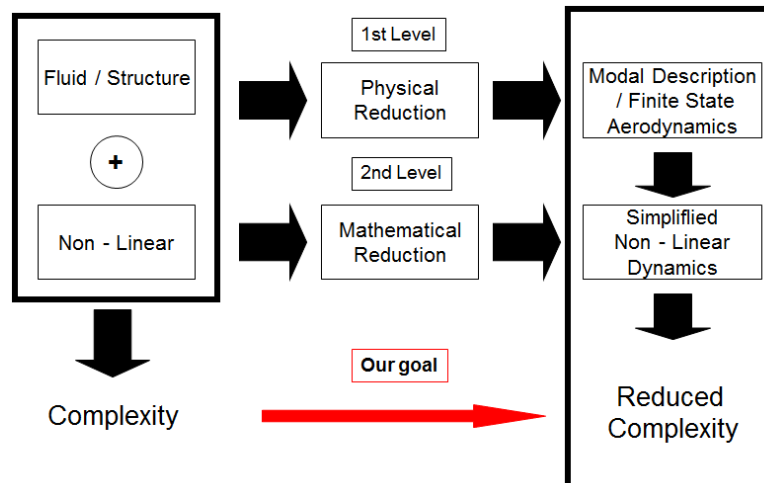 1st Level
Fluid / Structure
Physical
Reduction
Modal Description
/ Finite State
Aerodynamics
+
2nd Level
Non - Linear
Mathematical
Reduction
Simpliflied
Non - Linear
Dynamics
Our goal
Complexity
Reduced
Complexity